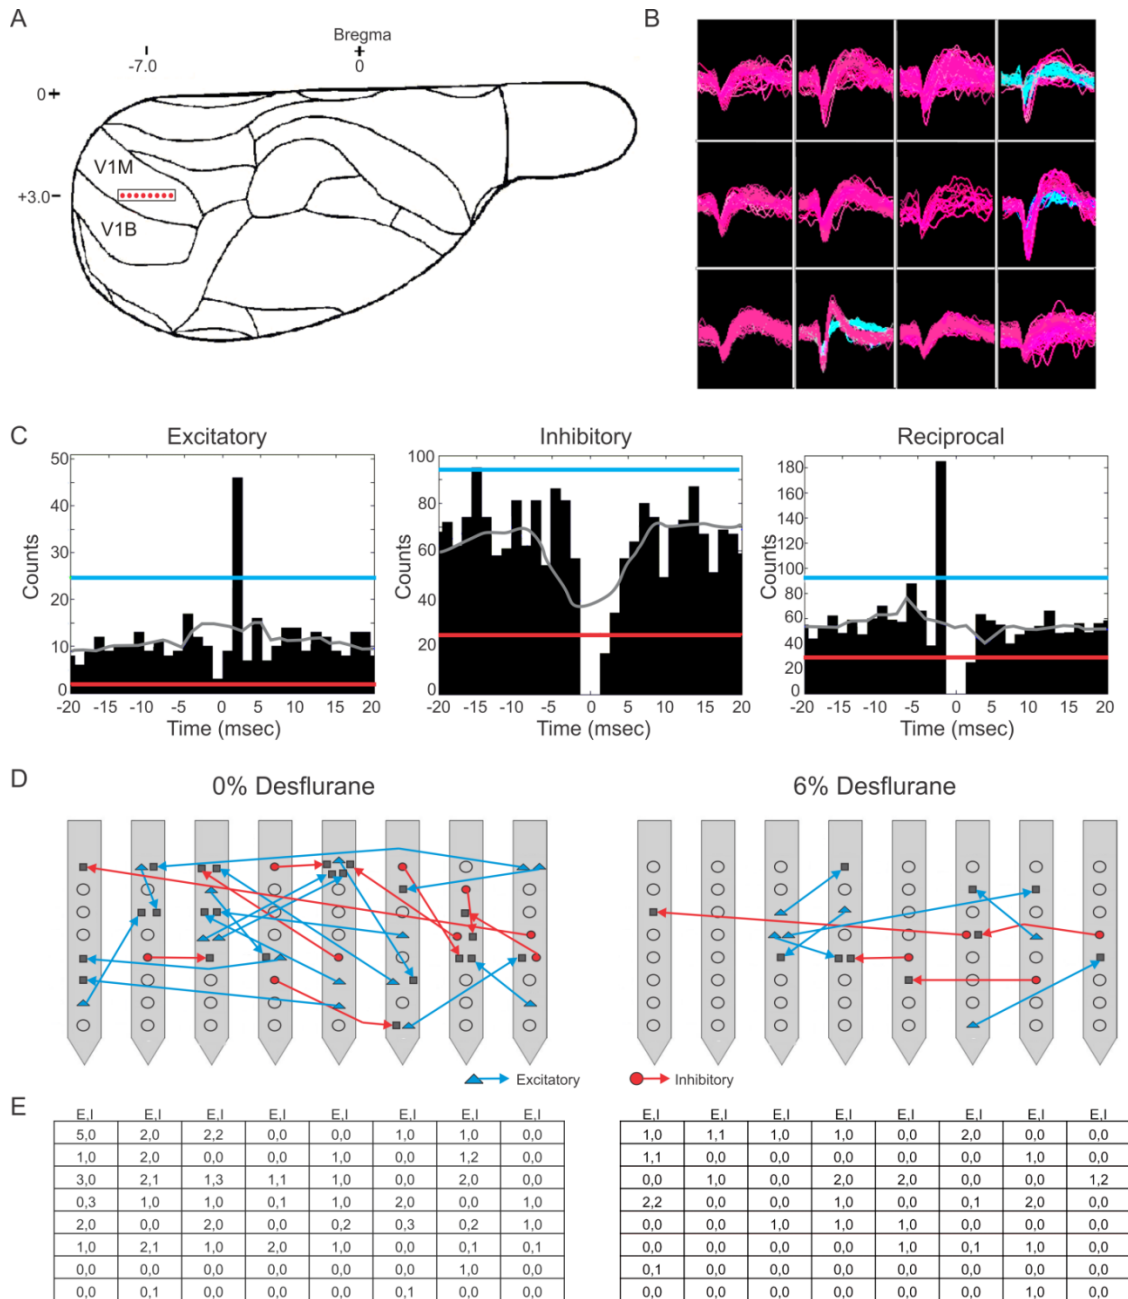 A
B
Bregma
-7.0 0
0
V1M
+3.0
V1B
C
Excitatory
Inhibitory
Reciprocal
50
40
30
20
10
0
Counts
-20 -15 -10 -5 0 5 10 15 20
Time (msec)
100
80
60
40
20
0
Counts
-20 -15 -10 -5 0 5 10 15 20
Time (msec)
180
160
140
120
100
80
60
40
20
0
Counts
-20 -15 -10 -5 0 5 10 15 20
Time (msec)
D
0% Desflurane
6% Desflurane
Excitatory
Inhibitory
E
E,I E,I E,I E,I E,I E,I E,I E,I
5,0 2,0 2,2 0,0 0,0 1,0 1,0 0,0
1,0 2,0 0,0 0,0 1,0 0,0 1,2 0,0
3,0 2,1 1,3 1,1 1,0 0,0 2,0 0,0
0,3 1,0 1,0 0,1 1,0 2,0 0,0 1,0
2,0 0,0 2,0 0,0 0,2 0,3 0,2 1,0
1,0 2,1 1,0 2,0 1,0 0,0 0,1 0,1
0,0 0,0 0,0 0,0 0,0 0,0 1,0 0,0
0,0 0,1 0,0 0,0 0,0 0,1 0,0 0,0
E,I E,I E,I E,I E,I E,I E,I E,I
1,0 1,1 1,0 1,0 0,0 2,0 0,0 0,0
1,1 0,0 0,0 0,0 0,0 0,0 1,0 0,0
0,0 1,0 0,0 2,0 2,0 0,0 0,0 1,2
2,2 0,0 0,0 1,0 0,0 0,1 2,0 0,0
0,0 0,0 1,0 1,0 1,0 0,0 0,0 0,0
0,0 0,0 0,0 0,0 1,0 0,1 1,0 0,0
0,1 0,0 0,0 0,0 0,0 0,0 0,0 0,0
0,0 0,0 0,0 0,0 0,0 0,0 1,0 0,0